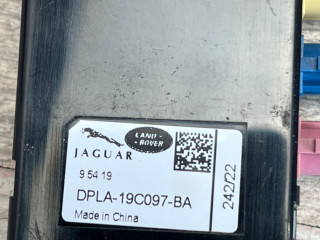 LAND-
ROVER
JAGUAR
9 54 19
DPLA-19C097-BA
Made in China
242/22